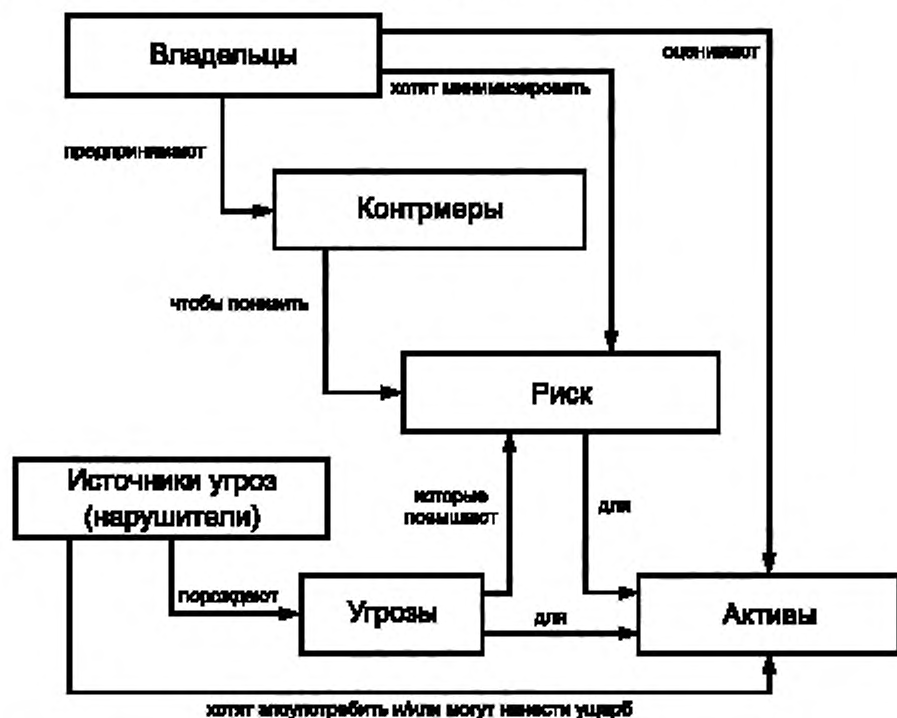 Владельцы
оценивают
хотят минимизировать
предпринимают
Контрмеры
чтобы понизить
Риск
Источники угроз
(нарушители)
которые
повышают
для
порождают
Угрозы
для
Активы
хотят злоупотребить и/или могут нанести ущерб